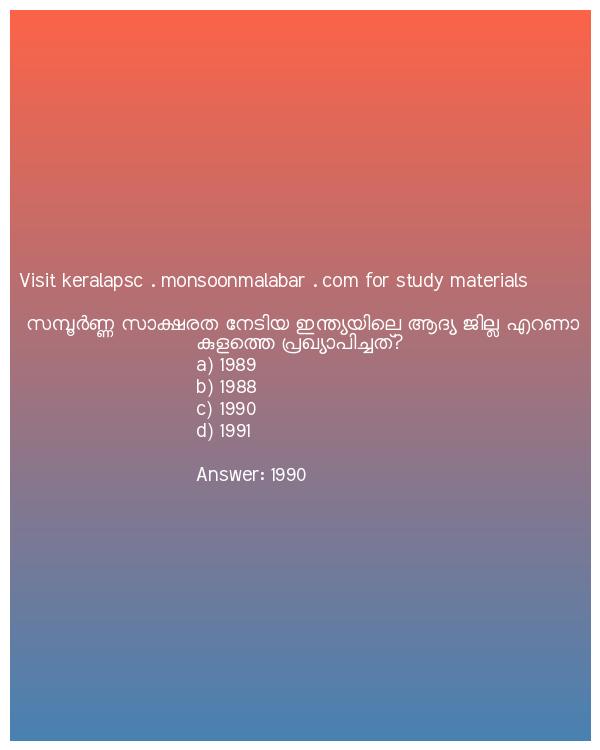 Visit keralapsc . monsoonmalabar . com for study materials
സമ്പൂർണ്ണ സാക്ഷരത നേടിയ ഇന്ത്യയിലെ ആദ്യ ജില്ല എറണാ
കുളത്തെ പ്രഖ്യാപിച്ചത്?
a) 1989
b) 1988
c) 1990
d) 1991
Answer: 1990